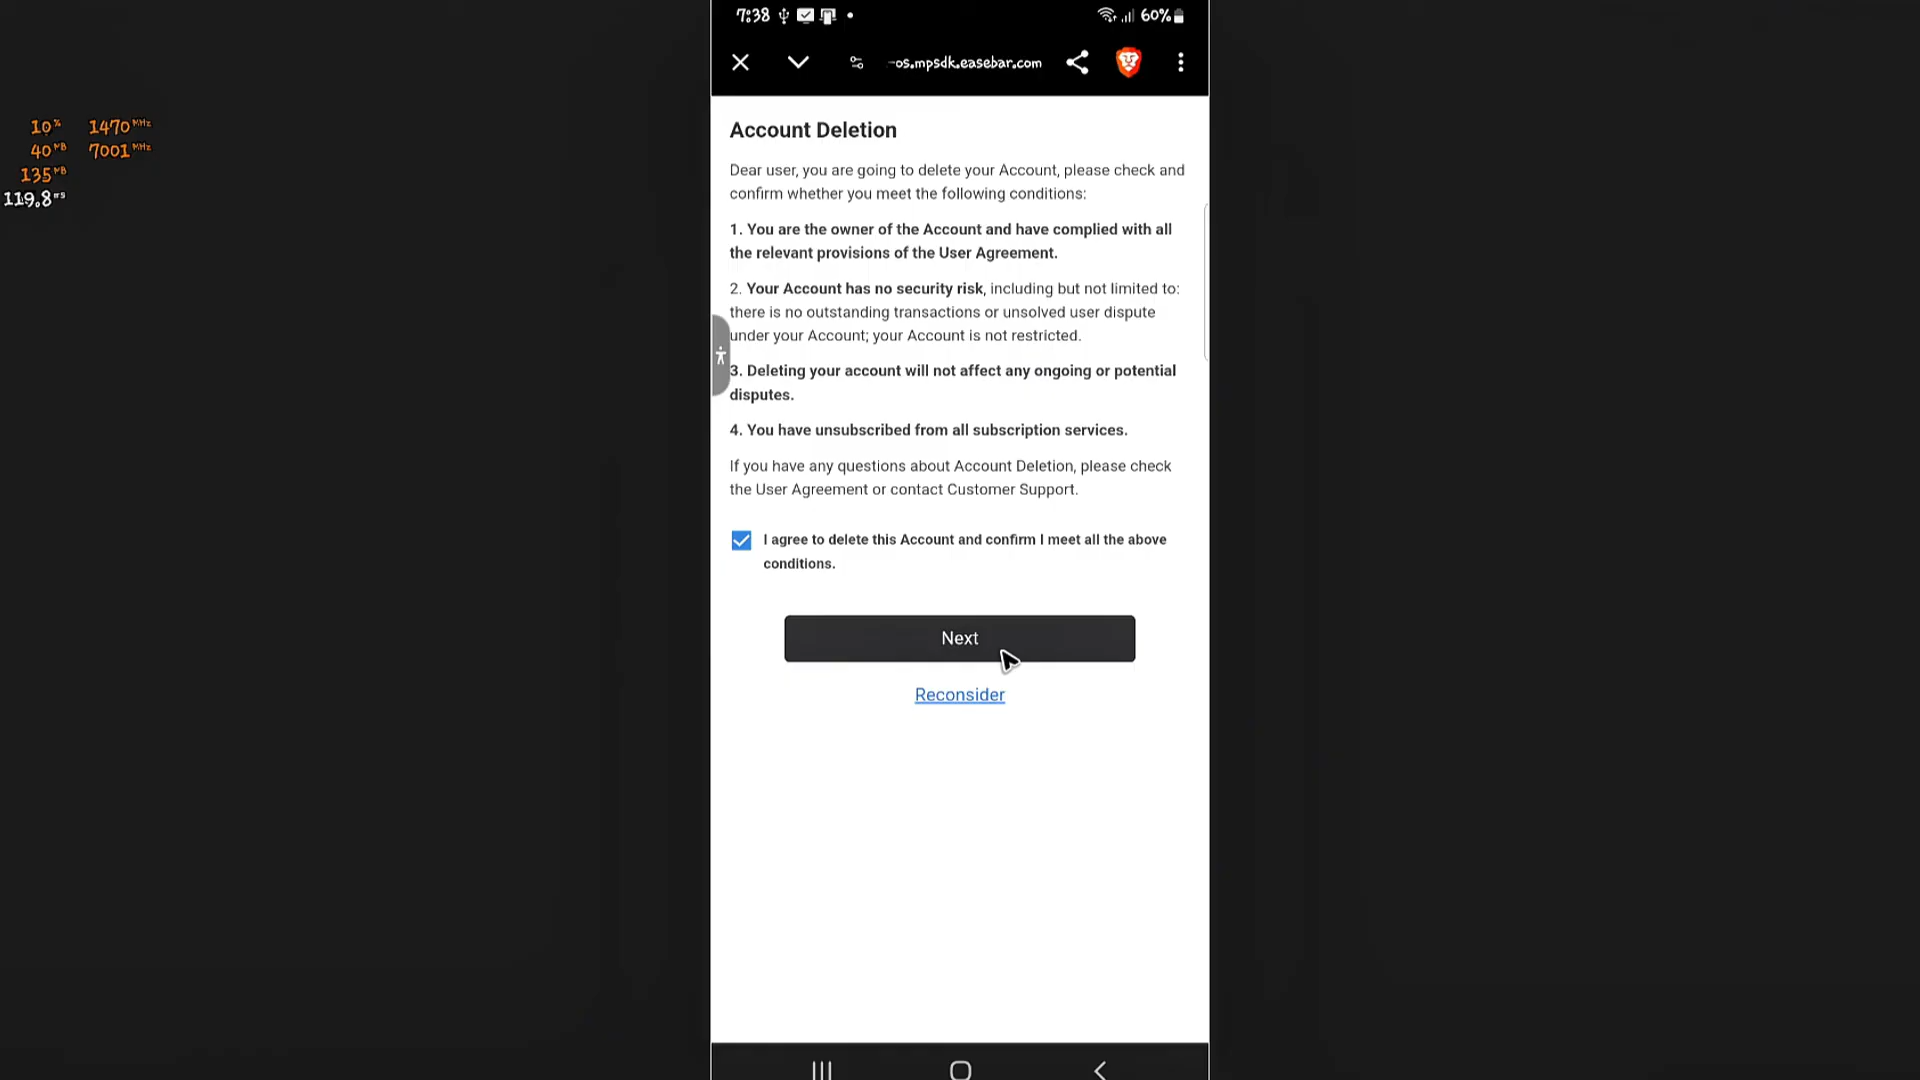 7:38
60%
-os.mpsdk.easebar.com
10% 1470 MHz
40 MB 7001 MHz
135 MB
119.8 ms
Account Deletion
Dear user, you are going to delete your Account, please check and
confirm whether you meet the following conditions:
1. You are the owner of the Account and have complied with all
the relevant provisions of the User Agreement.
2. Your Account has no security risk, including but not limited to:
there is no outstanding transactions or unsolved user dispute
under your Account; your Account is not restricted.
3. Deleting your account will not affect any ongoing or potential
disputes.
4. You have unsubscribed from all subscription services.
If you have any questions about Account Deletion, please check
the User Agreement or contact Customer Support.
I agree to delete this Account and confirm I meet all the above
conditions.
Next
Reconsider